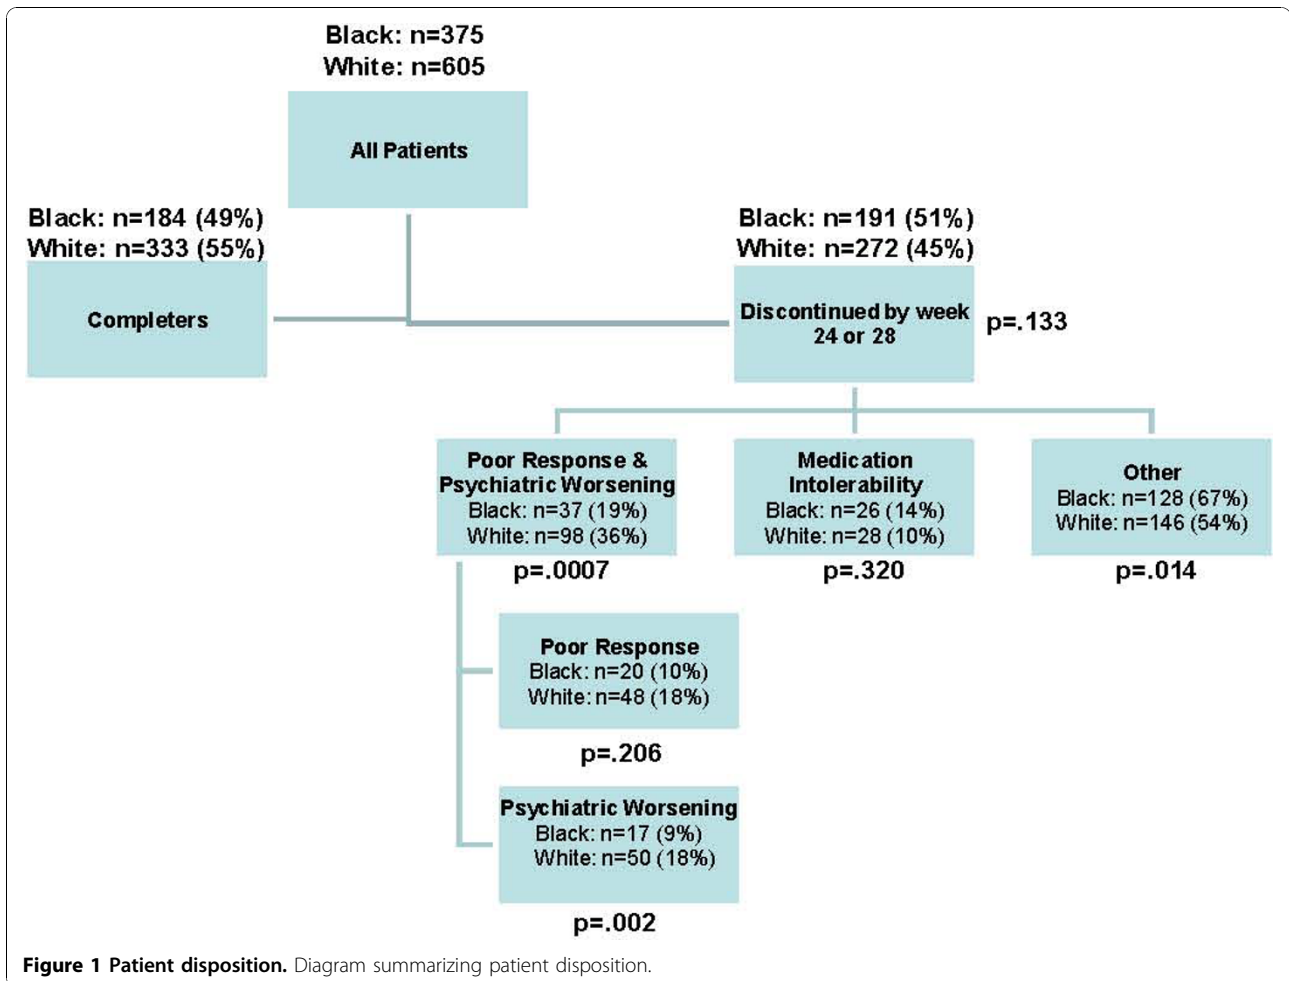 Black: n=375
White: n=605
All Patients
Black: n=184 (49%)
White: n=333 (55%)
Completers
Black: n=191 (51%)
White: n=272 (45%)
Discontinued by week
24 or 28
p=.133
Poor Response &
Psychiatric Worsening
Black: n=37 (19%)
White: n=98 (36%)
p=.0007
Medication
Intolerability
Black: n=26 (14%)
White: n=28 (10%)
p=.320
Other
Black: n=128 (67%)
White: n=146 (54%)
p=.014
Poor Response
Black: n=20 (10%)
White: n=48 (18%)
p=.206
Psychiatric Worsening
Black: n=17 (9%)
White: n=50 (18%)
p=.002
Figure 1 Patient disposition. Diagram summarizing patient disposition.